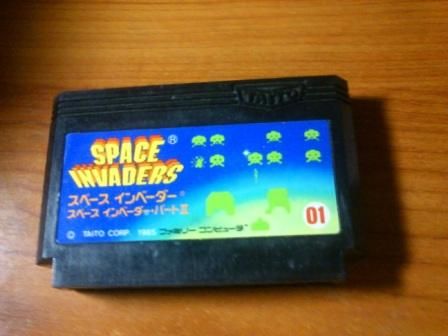 TAITO
SPACE
INVADERS®
スペース インベーダー
スペース インベーダー・パートII
01
© TAITO CORP. 1985 ファミリー コンピュータ™